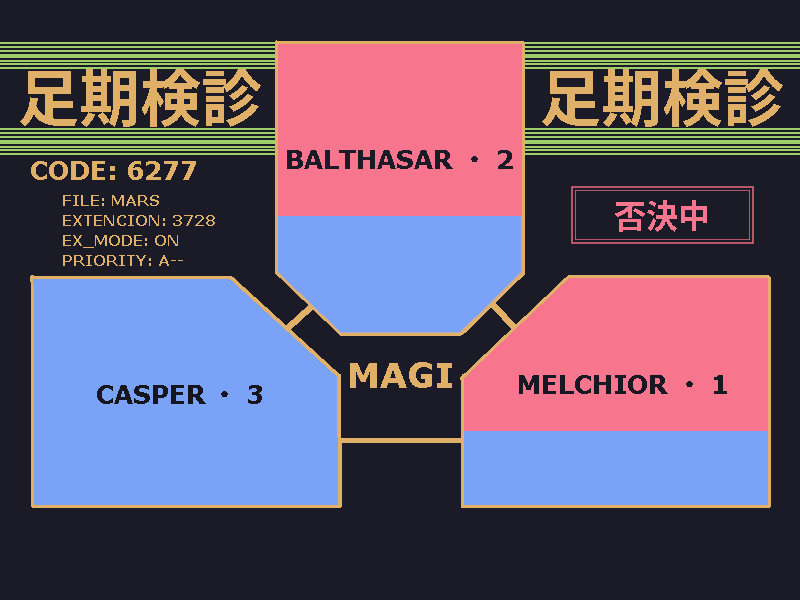 足期検診
足期検診
CODE: 6277
FILE: MARS
EXTENCION: 3728
EX_MODE: ON
PRIORITY: A--
BALTHASAR・2
否決中
CASPER・3
MAGI
MELCHIOR・1